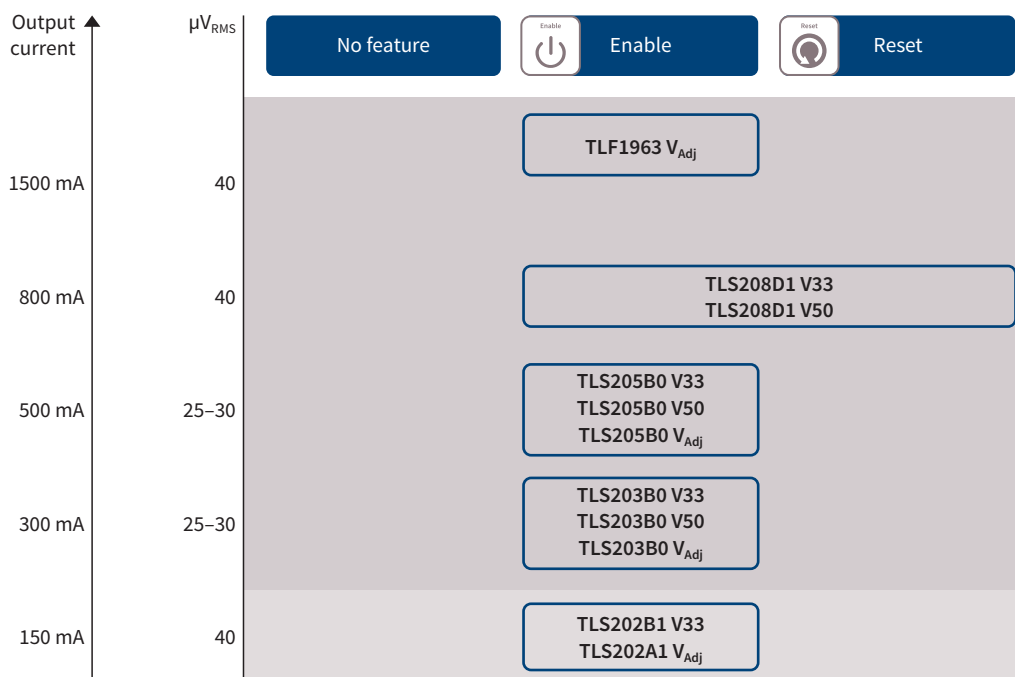 Output current
µVRMS
No feature
Enable
Enable
Reset
Reset
TLF1963 VAdj
1500 mA
40
800 mA
40
TLS208D1 V33
TLS208D1 V50
500 mA
25–30
TLS205B0 V33
TLS205B0 V50
TLS205B0 VAdj
300 mA
25–30
TLS203B0 V33
TLS203B0 V50
TLS203B0 VAdj
150 mA
40
TLS202B1 V33
TLS202A1 VAdj